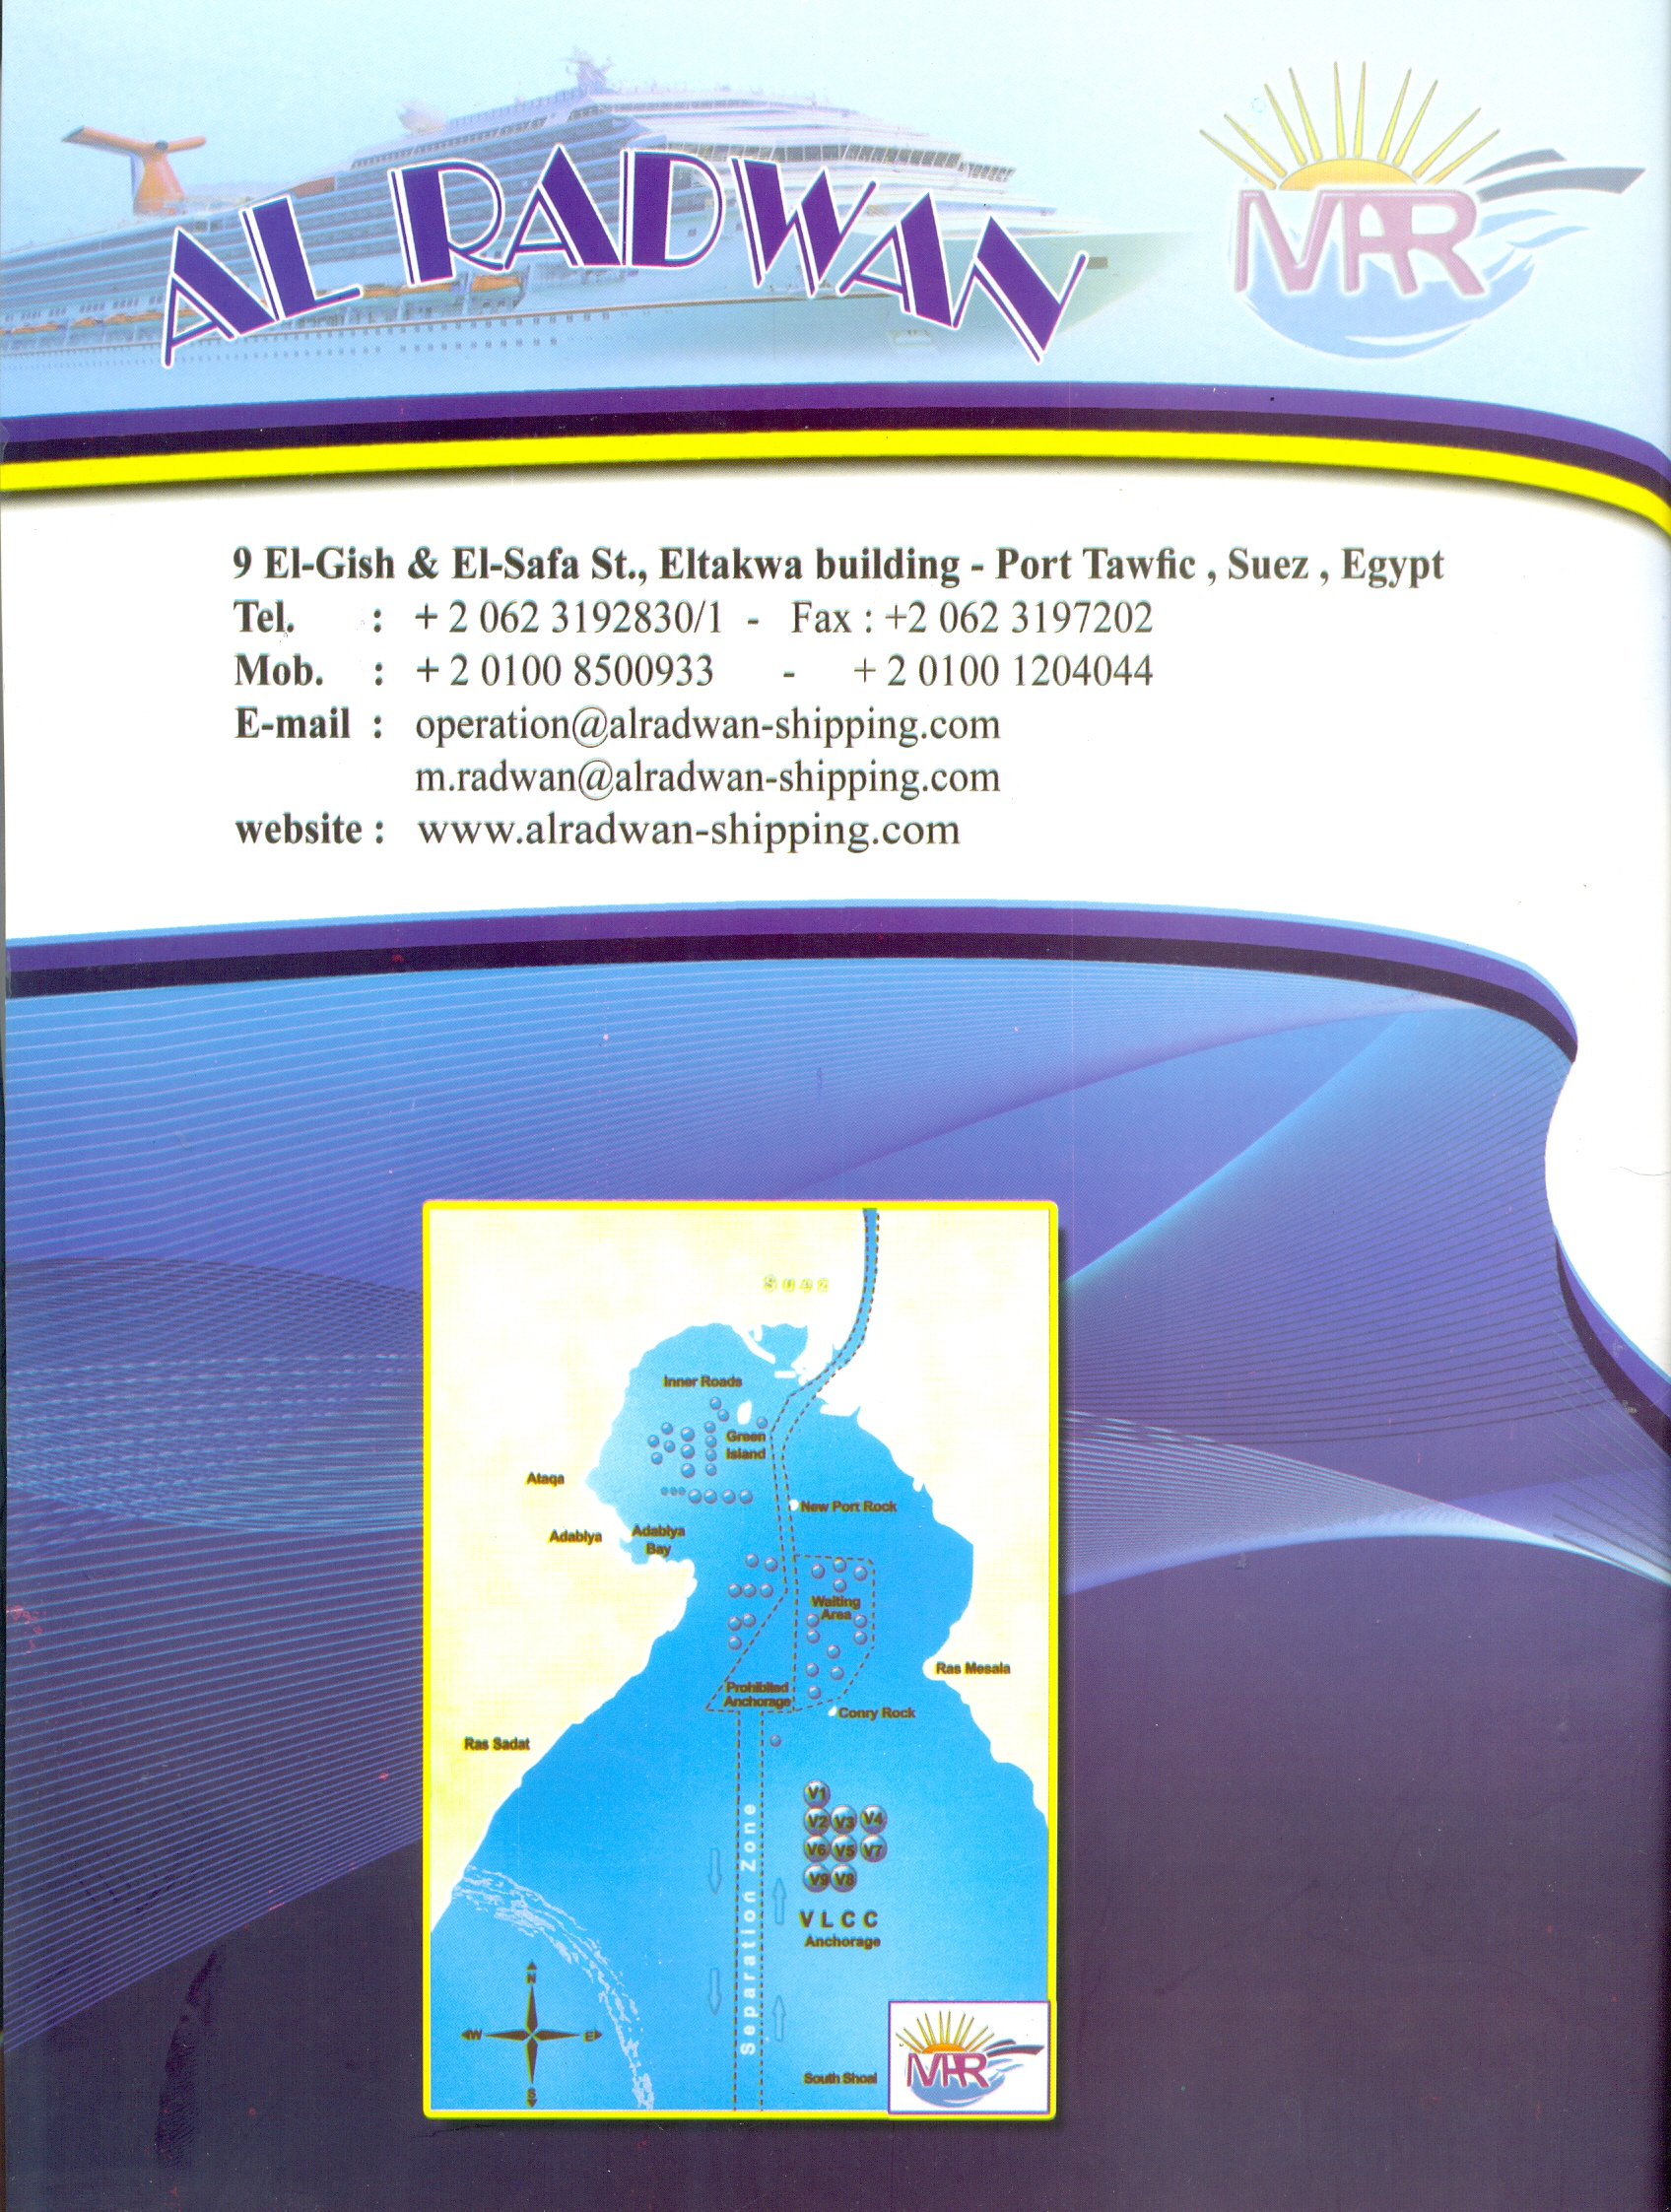 AL RADWAN
MAR
9 El-Gish & El-Safa St., Eltakwa building - Port Tawfic , Suez , Egypt
Tel. : + 2 062 3192830/1 - Fax : +2 062 3197202
Mob. : + 2 0100 8500933 - + 2 0100 1204044
E-mail : operation@alradwan-shipping.com
m.radwan@alradwan-shipping.com
website : www.alradwan-shipping.com
Suez
Inner Roads
Green
Island
Ataqa
New Port Rock
Adabiya
Adabiya
Bay
Waiting
Area
Ras Mesala
Prohibited
Anchorage
Conry Rock
Ras Sadat
V1
V2 V3 V4
V6 V5 V7
V9 V8
VLCC
Anchorage
Separation Zone
N
W E
S
South Shoal
MAR